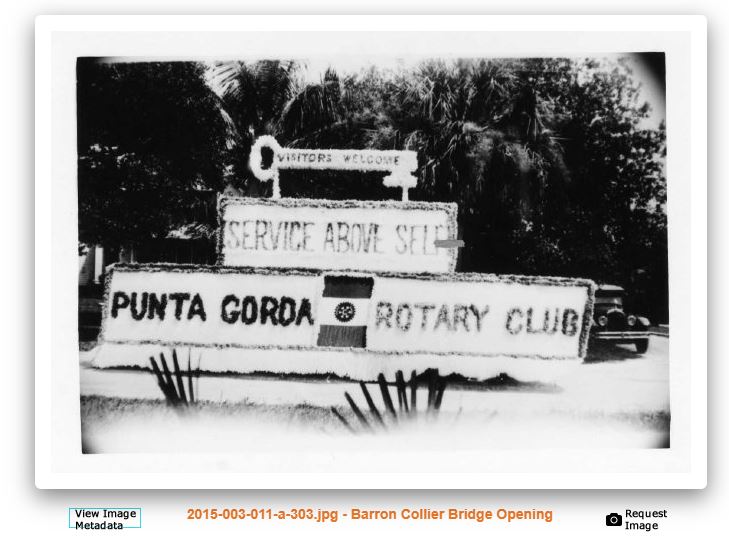 VISITORS WELCOME
SERVICE ABOVE SELF
PUNTA GORDA ROTARY CLUB
View Image Metadata
2015-003-011-a-303.jpg - Barron Collier Bridge Opening
Request Image